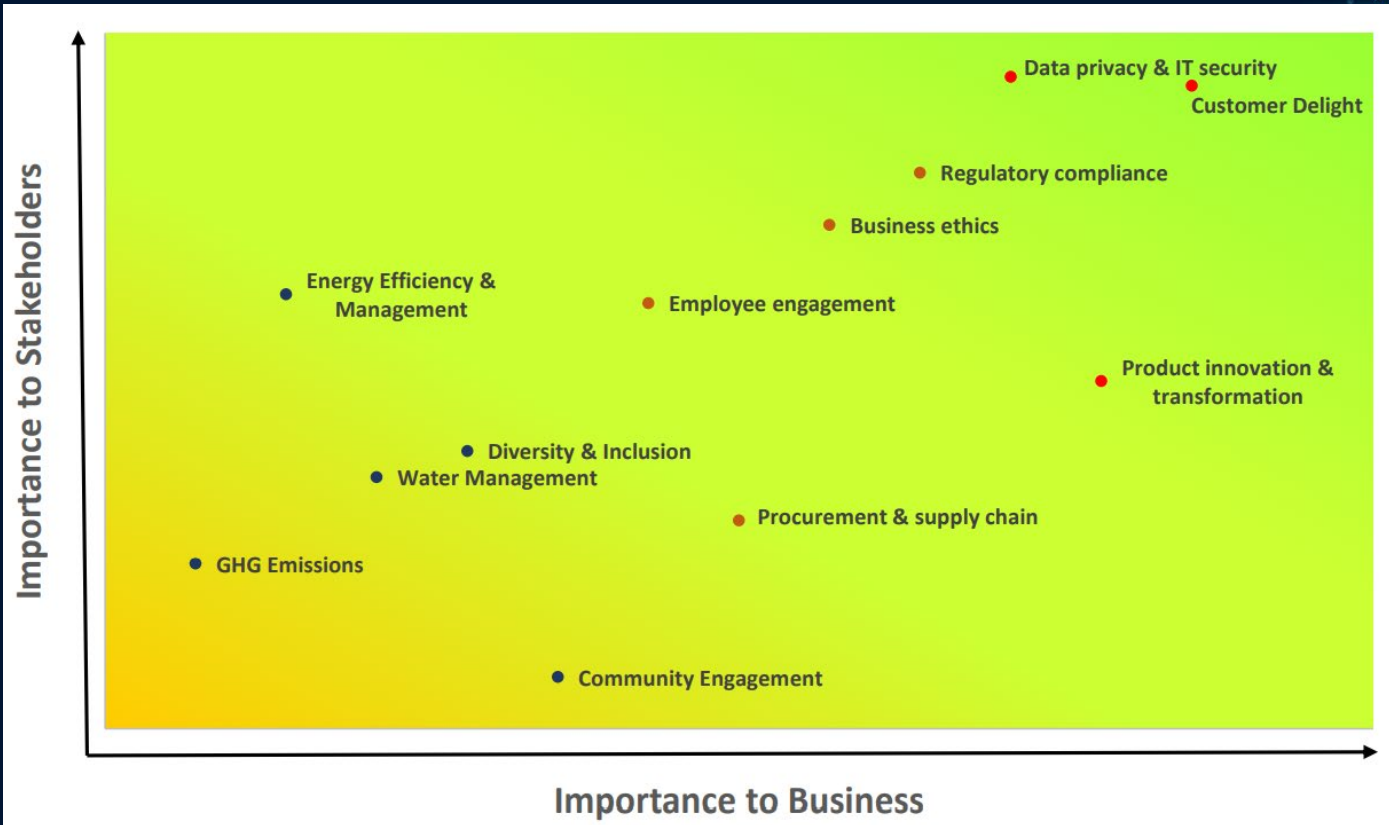 Importance to Stakeholders
Data privacy & IT security
Customer Delight
Regulatory compliance
Business ethics
Energy Efficiency &
Management
Employee engagement
Product innovation &
transformation
Diversity & Inclusion
Water Management
Procurement & supply chain
GHG Emissions
Community Engagement
Importance to Business